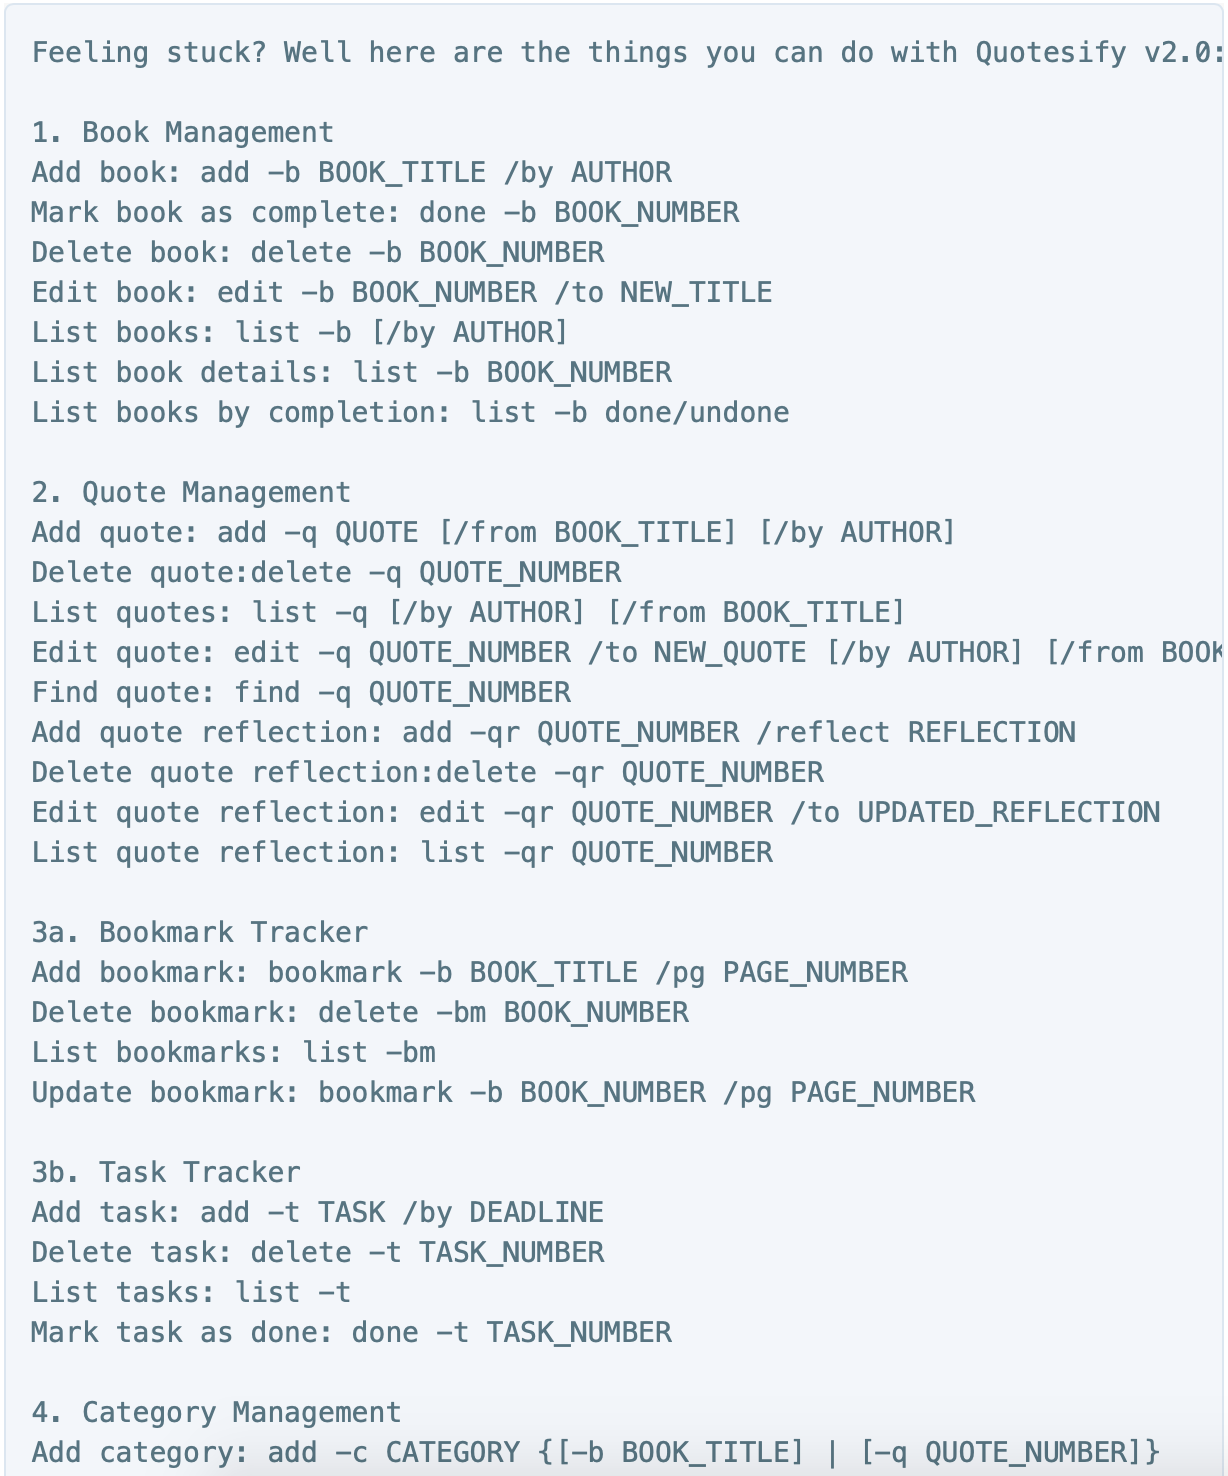 Feeling stuck? Well here are the things you can do with Quotesify v2.0:
1. Book Management
Add book: add -b BOOK_TITLE /by AUTHOR
Mark book as complete: done -b BOOK_NUMBER
Delete book: delete -b BOOK_NUMBER
Edit book: edit -b BOOK_NUMBER /to NEW_TITLE
List books: list -b [/by AUTHOR]
List book details: list -b BOOK_NUMBER
List books by completion: list -b done/undone
2. Quote Management
Add quote: add -q QUOTE [/from BOOK_TITLE] [/by AUTHOR]
Delete quote:delete -q QUOTE_NUMBER
List quotes: list -q [/by AUTHOR] [/from BOOK_TITLE]
Edit quote: edit -q QUOTE_NUMBER /to NEW_QUOTE [/by AUTHOR] [/from BOOK
Find quote: find -q QUOTE_NUMBER
Add quote reflection: add -qr QUOTE_NUMBER /reflect REFLECTION
Delete quote reflection:delete -qr QUOTE_NUMBER
Edit quote reflection: edit -qr QUOTE_NUMBER /to UPDATED_REFLECTION
List quote reflection: list -qr QUOTE_NUMBER
3a. Bookmark Tracker
Add bookmark: bookmark -b BOOK_TITLE /pg PAGE_NUMBER
Delete bookmark: delete -bm BOOK_NUMBER
List bookmarks: list -bm
Update bookmark: bookmark -b BOOK_NUMBER /pg PAGE_NUMBER
3b. Task Tracker
Add task: add -t TASK /by DEADLINE
Delete task: delete -t TASK_NUMBER
List tasks: list -t
Mark task as done: done -t TASK_NUMBER
4. Category Management
Add category: add -c CATEGORY {[-b BOOK_TITLE] | [-q QUOTE_NUMBER]}